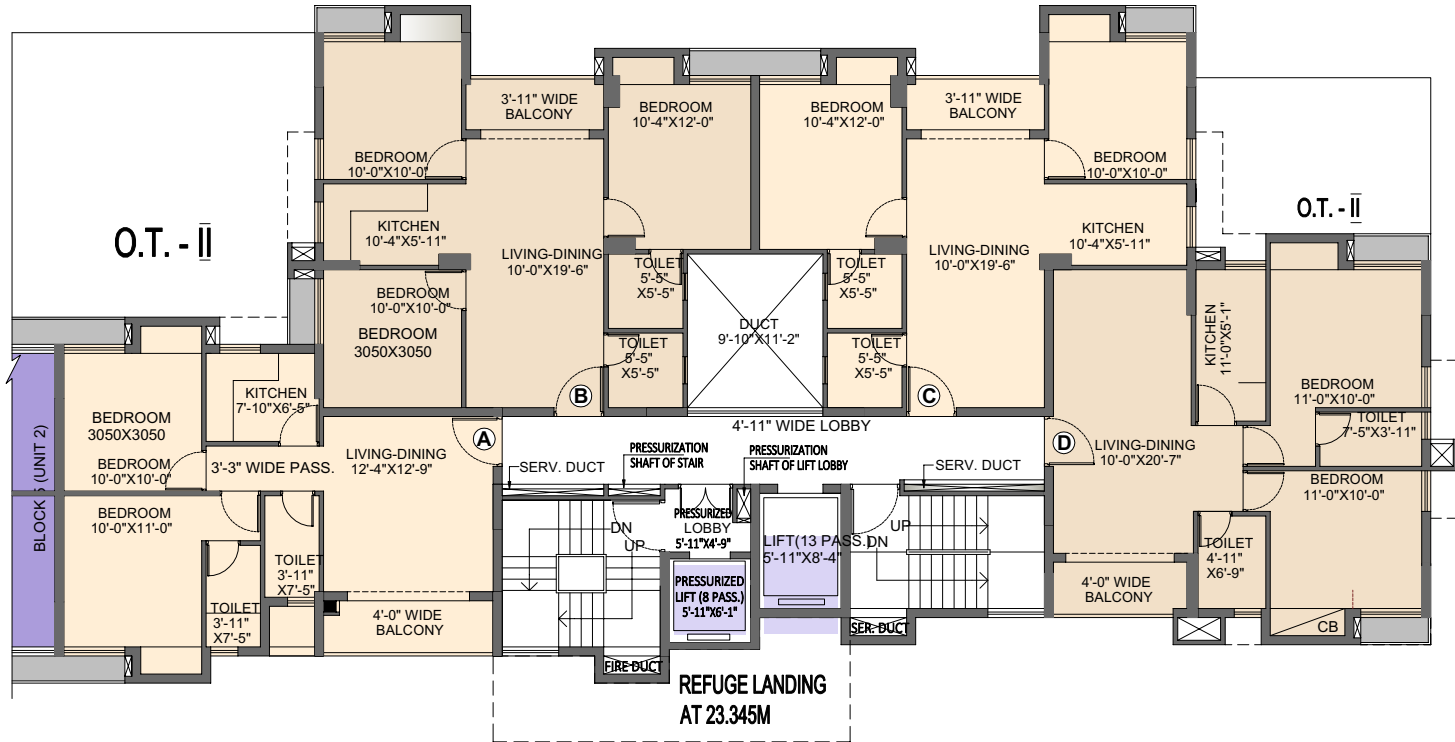 3'-11" WIDE
BALCONY
BEDROOM
10'-4"X12'-0"
BEDROOM
10'-4"X12'-0"
3'-11" WIDE
BALCONY
BEDROOM
10'-0"X10'-0"
BEDROOM
10'-0"X10'-0"
O.T. - II
KITCHEN
10'-4"X5'-11"
LIVING-DINING
10'-0"X19'-6"
TOILET
5'-5"
X5'-5"
TOILET
5'-5"
X5'-5"
LIVING-DINING
10'-0"X19'-6"
KITCHEN
10'-4"X5'-11"
O.T. - II
BEDROOM
10'-0"X10'-0"
BEDROOM
3050X3050
TOILET
5'-5"
X5'-5"
DUCT
9'-10"X11'-2"
TOILET
5'-5"
X5'-5"
KITCHEN
11'-0"X5'-1"
BEDROOM
11'-0"X10'-0"
TOILET
7'-5"X3'-11"
KITCHEN
7'-10"X6'-5"
B
C
BEDROOM
3050X3050
BEDROOM
10'-0"X10'-0"
3'-3" WIDE PASS.
LIVING-DINING
12'-4"X12'-9"
A
4'-11" WIDE LOBBY
D
LIVING-DINING
10'-0"X20'-7"
SERV. DUCT
PRESSURIZATION
SHAFT OF STAIR
PRESSURIZATION
SHAFT OF LIFT LOBBY
SERV. DUCT
BEDROOM
11'-0"X10'-0"
BLOCK 5 (UNIT 2)
BEDROOM
10'-0"X11'-0"
DN
UP
PRESSURIZED
LOBBY
5'-11"X4'-9"
LIFT(13 PASS.)
5'-11"X8'-4"
UP
DN
TOILET
4'-11"
X6'-9"
TOILET
3'-11"
X7'-5"
TOILET
3'-11"
X7'-5"
PRESSURIZED
LIFT (8 PASS.)
5'-11"X6'-1"
4'-0" WIDE
BALCONY
4'-0" WIDE
BALCONY
SER. DUCT
CB
FIRE DUCT
REFUGE LANDING
AT 23.345M